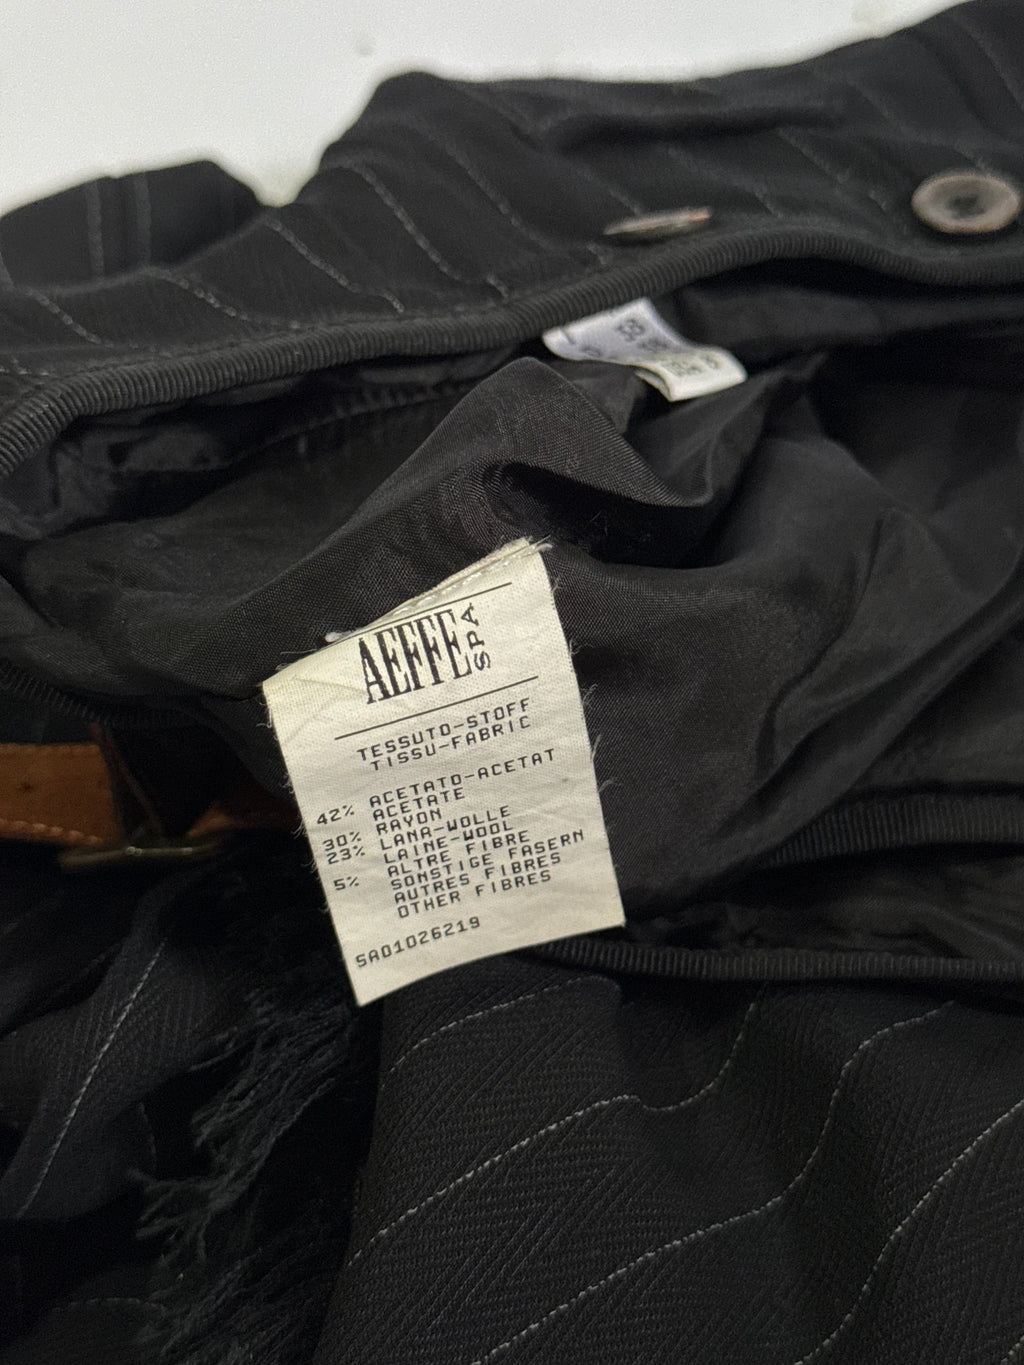 AEFFE SPA
TESSUTO-STOFF
TISSU-FABRIC
42% ACETATO-ACETAT
ACETATE
30% RAYON
23% LANA-WOLLE
LAINE-WOOL
5% ALTRE FIBRE
SONSTIGE FASERN
AUTRES FIBRES
OTHER FIBRES
SA01026219